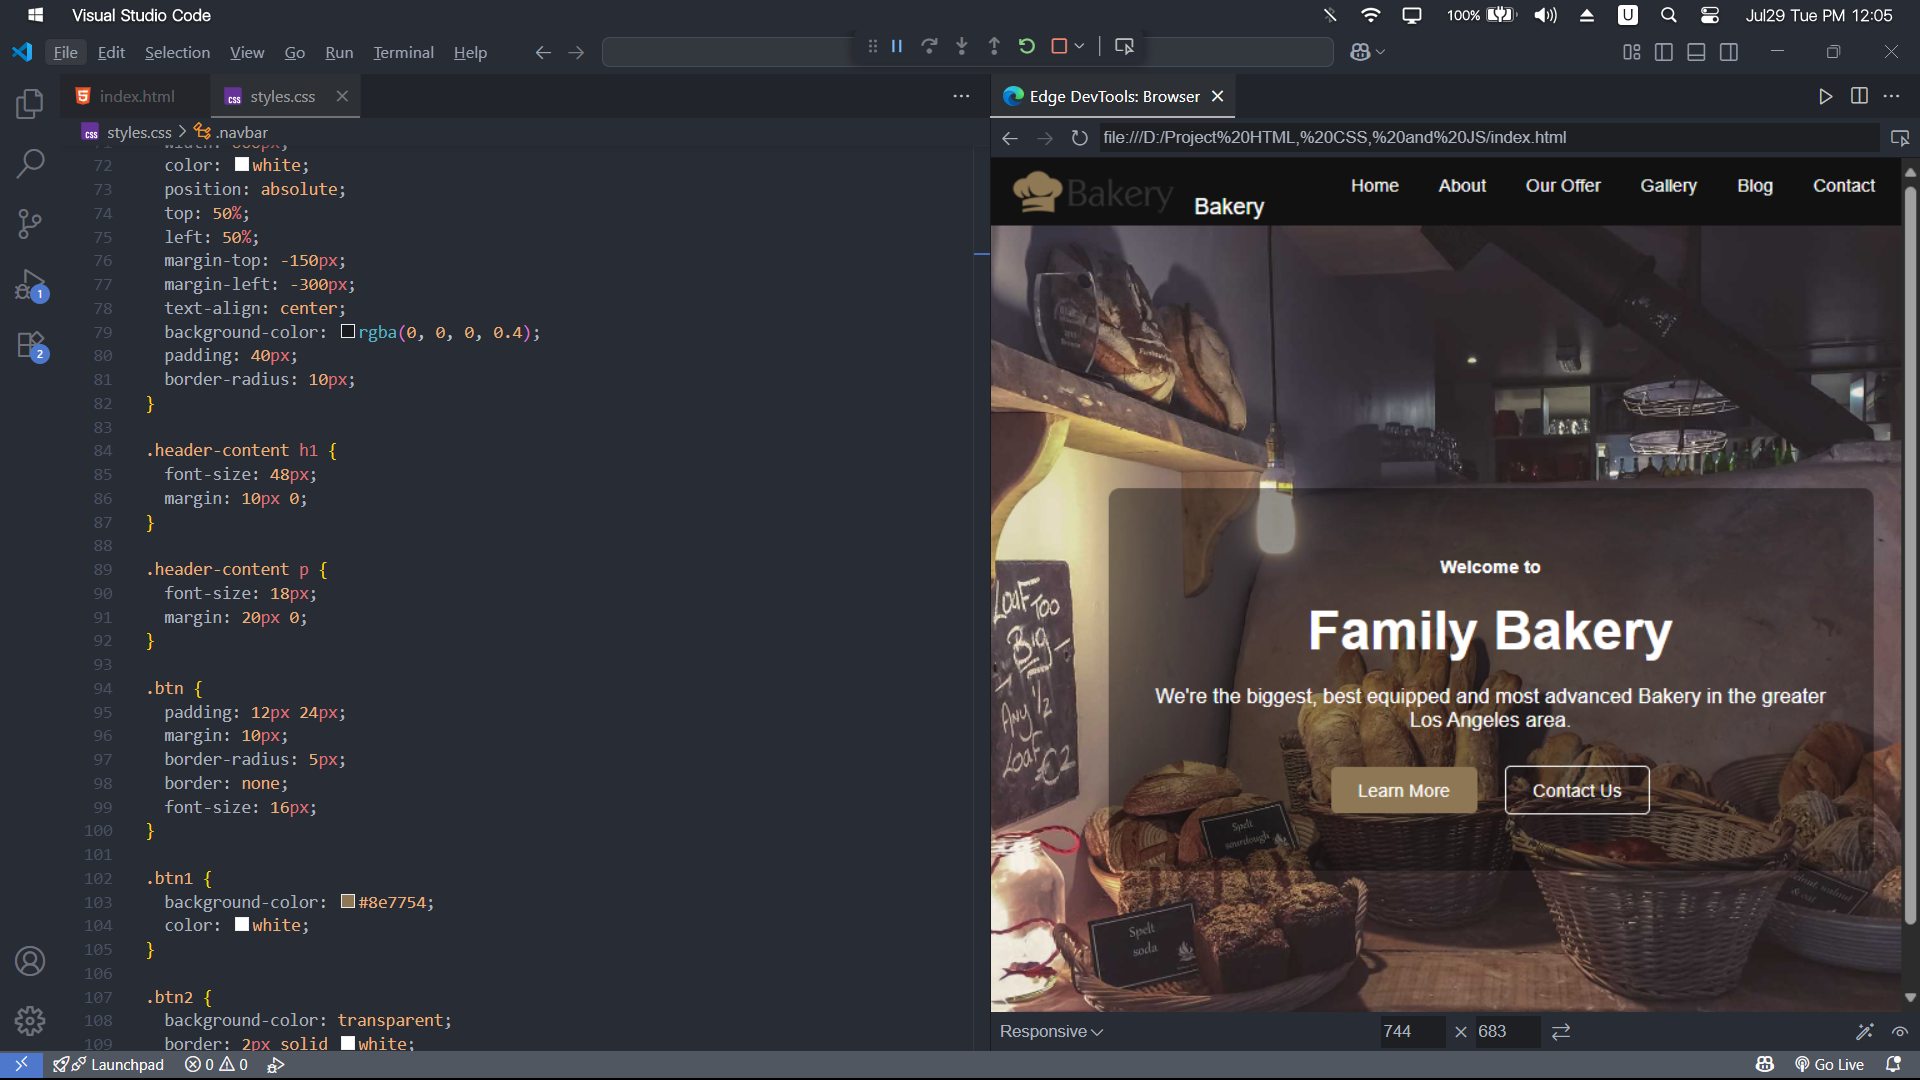 Visual Studio Code
100%
U
Jul29 Tue PM 12:05
File Edit Selection View Go Run Terminal Help
index.html
styles.css
Edge DevTools: Browser
styles.css > .navbar
file:///D:/Project%20HTML,%20CSS,%20and%20JS/index.html
71 width: 600px;
72 color: white;
73 position: absolute;
74 top: 50%;
75 left: 50%;
76 margin-top: -150px;
77 margin-left: -300px;
78 text-align: center;
79 background-color: rgba(0, 0, 0, 0.4);
80 padding: 40px;
81 border-radius: 10px;
82 }
83
84 .header-content h1 {
85 font-size: 48px;
86 margin: 10px 0;
87 }
88
89 .header-content p {
90 font-size: 18px;
91 margin: 20px 0;
92 }
93
94 .btn {
95 padding: 12px 24px;
96 margin: 10px;
97 border-radius: 5px;
98 border: none;
99 font-size: 16px;
100 }
101
102 .btn1 {
103 background-color: #8e7754;
104 color: white;
105 }
106
107 .btn2 {
108 background-color: transparent;
109 border: 2px solid white;
1
2
Bakery
Bakery
Home About Our Offer Gallery Blog Contact
Welcome to
Family Bakery
We're the biggest, best equipped and most advanced Bakery in the greater
Los Angeles area.
Learn More
Contact Us
Loaf Too
Big
Any 1/2
Loaf €2
Spelt
sourdough
Spelt
soda
Responsive
744 × 683
Launchpad
0 0
Go Live